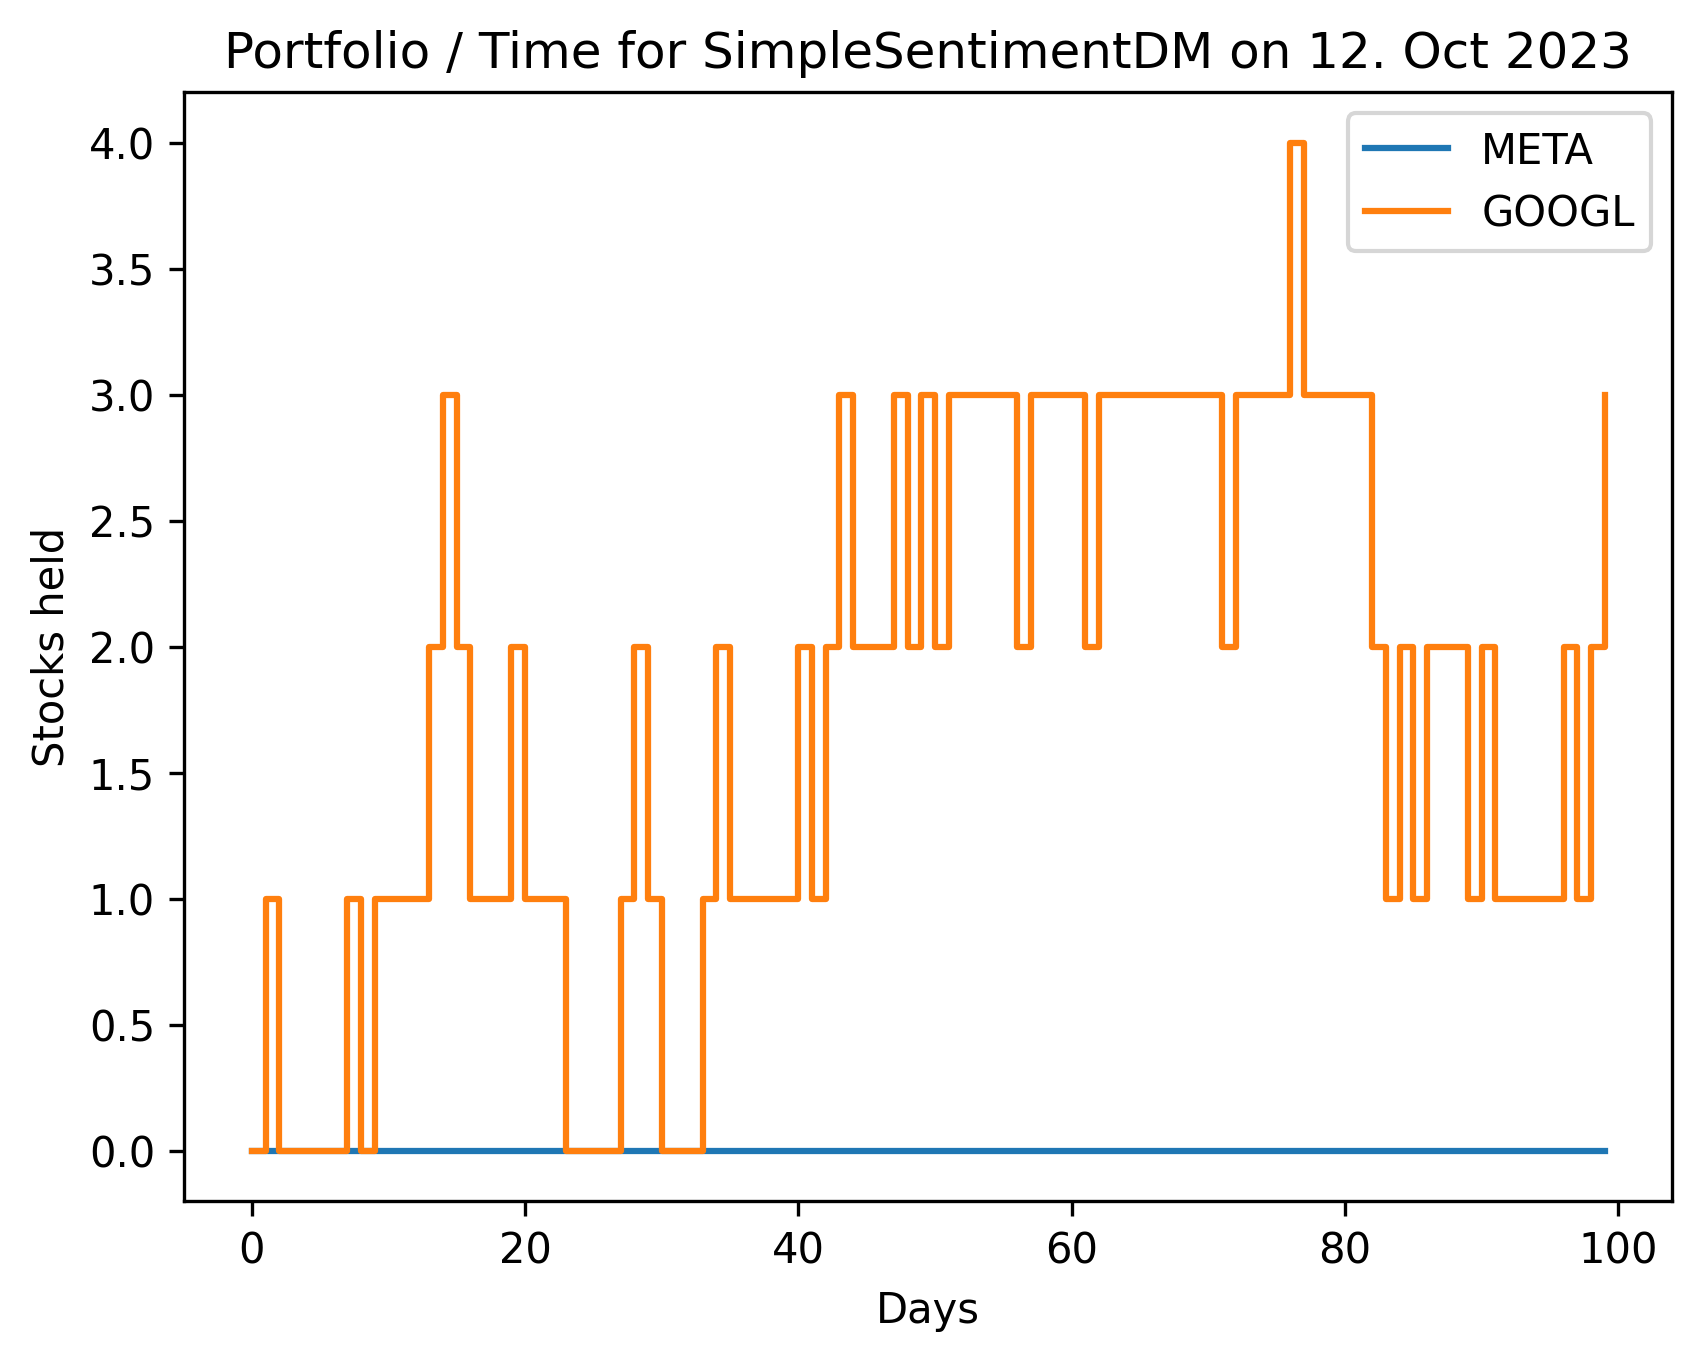 Portfolio / Time for SimpleSentimentDM on 12. Oct 2023
META
GOOGL
4.0
3.5
3.0
2.5
2.0
1.5
1.0
0.5
0.0
Stocks held
0 20 40 60 80 100
Days